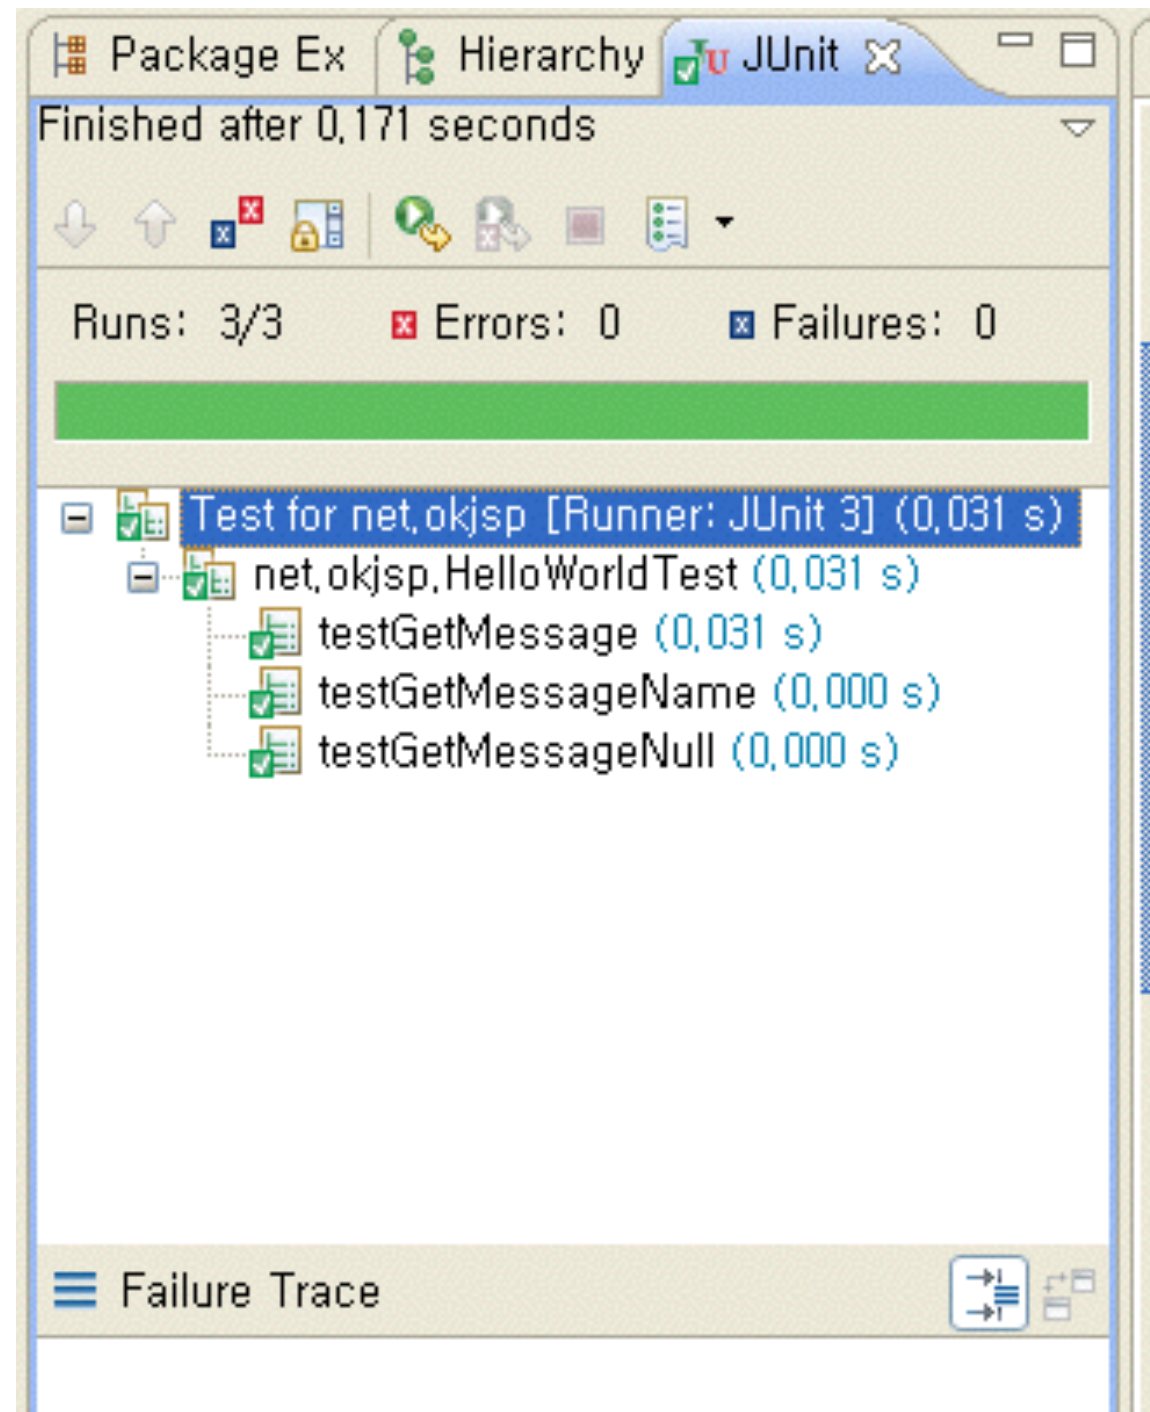 Package Ex Hierarchy JUnit
Finished after 0,171 seconds
Runs: 3/3 Errors: 0 Failures: 0
Test for net,okjsp [Runner: JUnit 3] (0,031 s)
net,okjsp,HelloWorldTest (0,031 s)
testGetMessage (0,031 s)
testGetMessageName (0,000 s)
testGetMessageNull (0,000 s)
Failure Trace